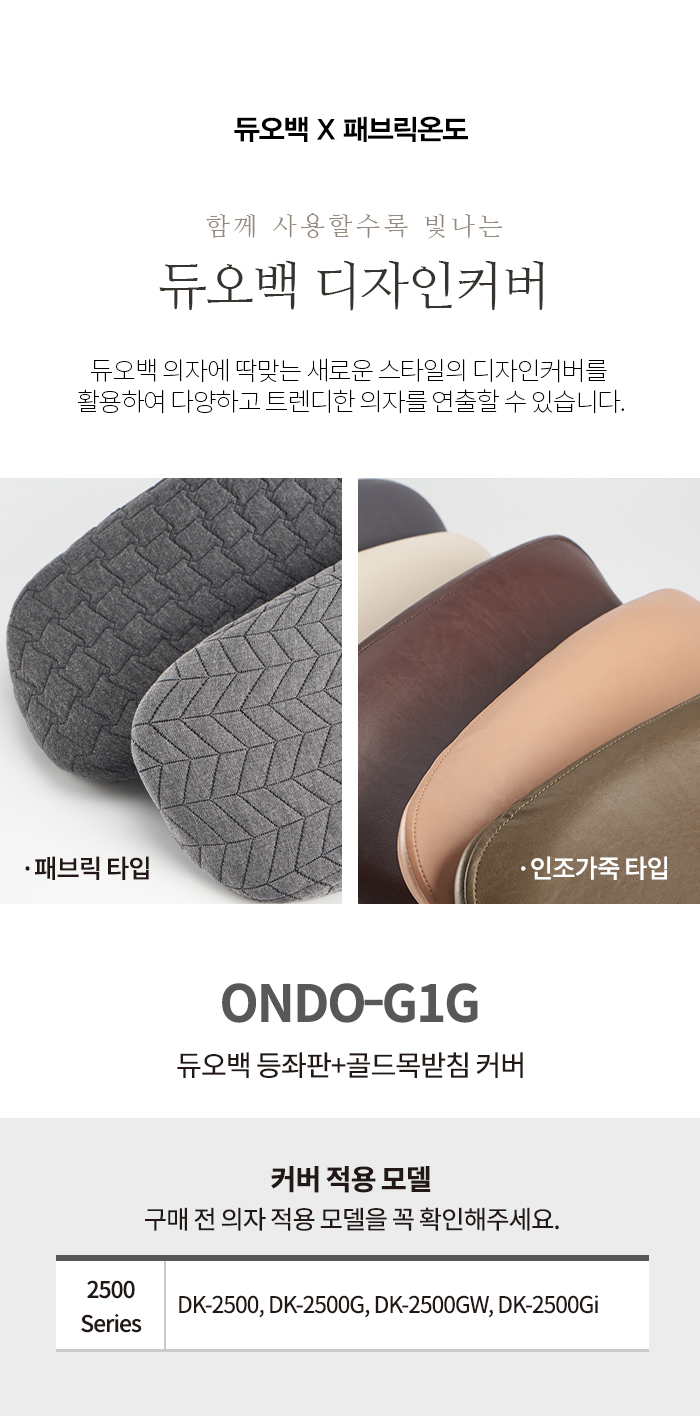 듀오백 X 패브릭온도
함께 사용할수록 빛나는
듀오백 디자인커버
듀오백 의자에 딱맞는 새로운 스타일의 디자인커버를
활용하여 다양하고 트렌디한 의자를 연출할 수 있습니다.
· 패브릭 타입
· 인조가죽 타입
ONDO-G1G
듀오백 등좌판+골드목받침 커버
커버 적용 모델
구매 전 의자 적용 모델을 꼭 확인해주세요.
2500
Series
DK-2500, DK-2500G, DK-2500GW, DK-2500Gi